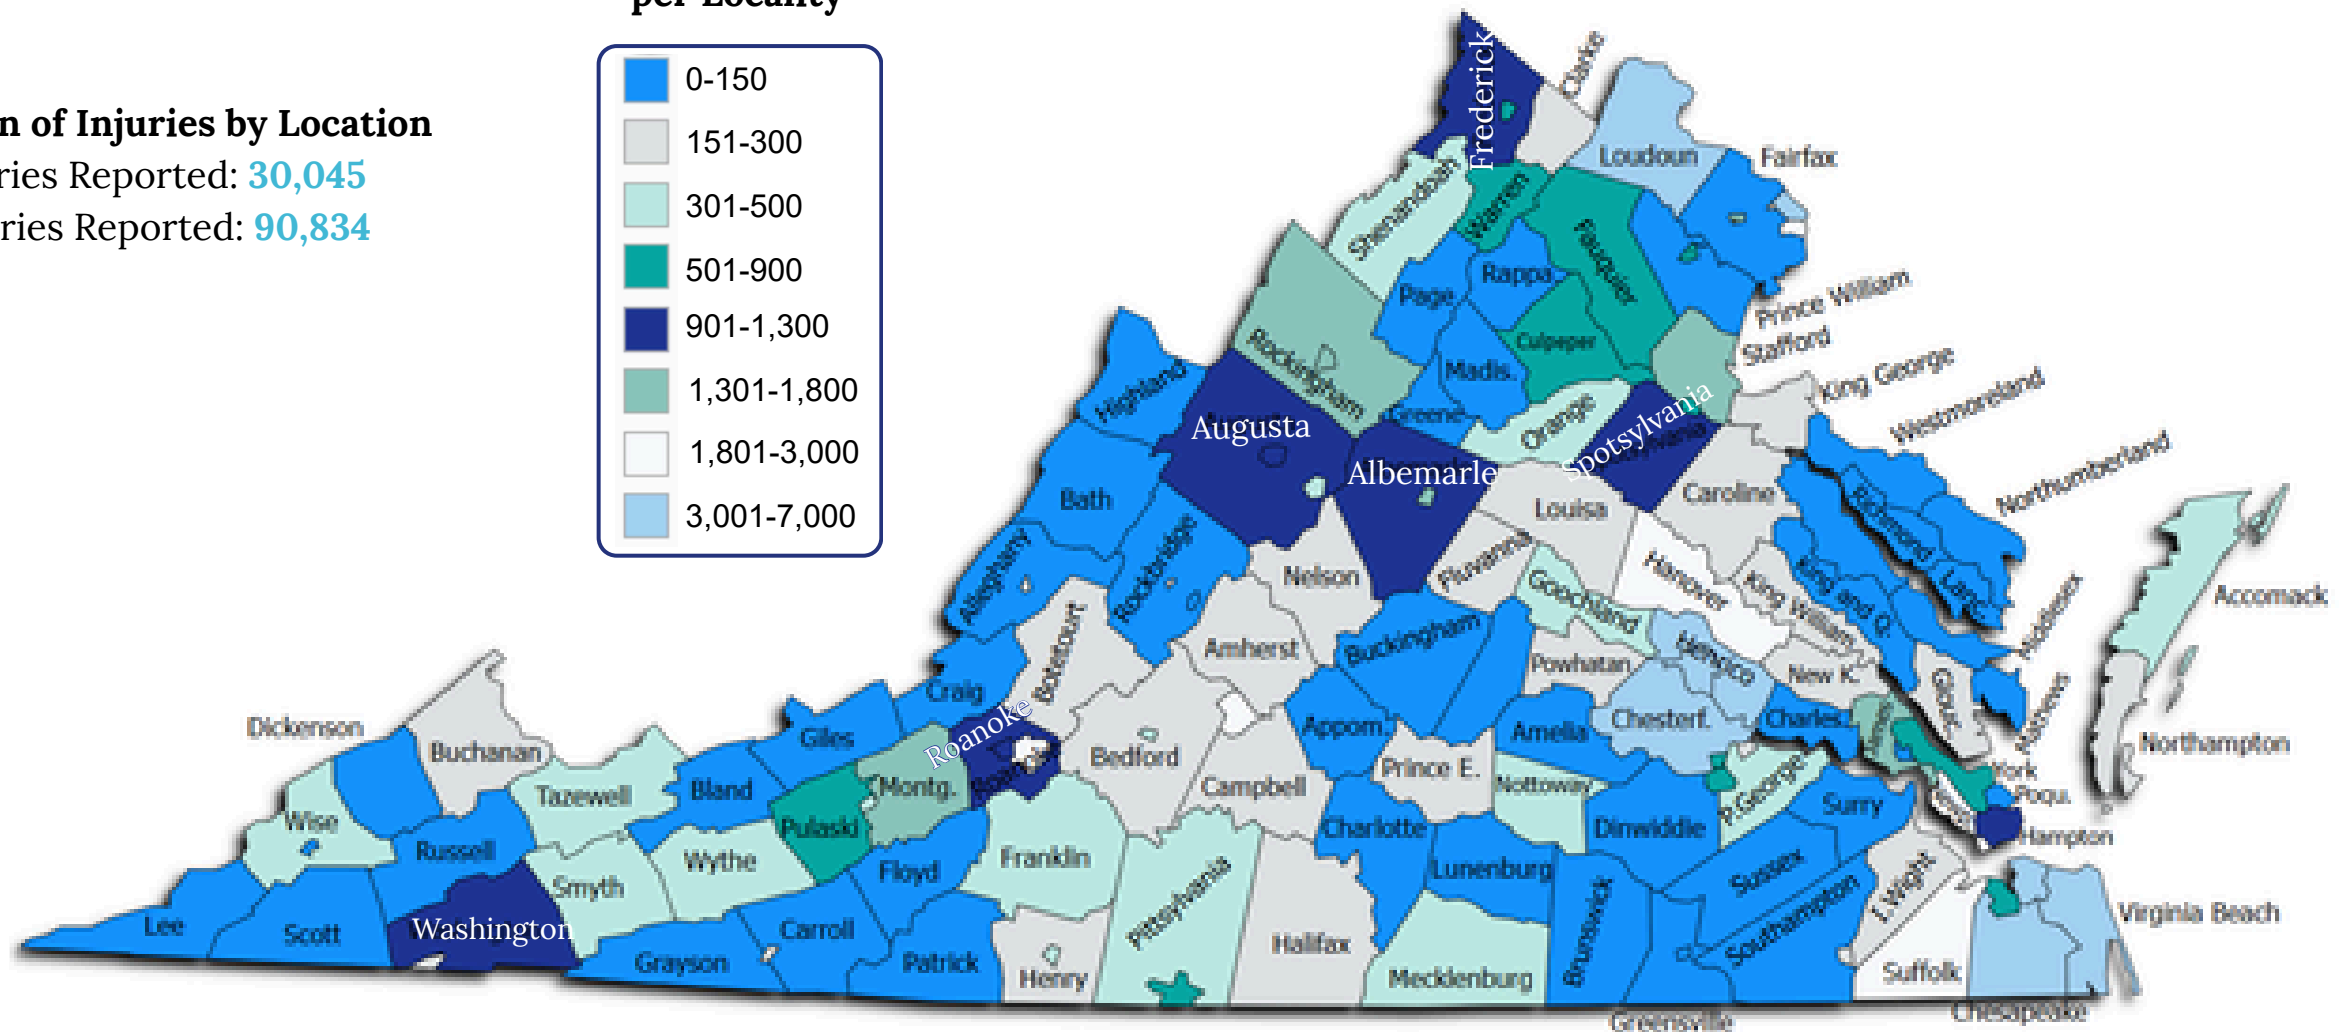 per Locality
n of Injuries by Location
ries Reported: 30,045
ries Reported: 90,834
0-150
151-300
301-500
501-900
901-1,300
1,301-1,800
1,801-3,000
3,001-7,000
Frederick
Clarke
Loudoun
Fairfax
Shenandoah
Warren
Fauquier
Rappa.
Page
Prince William
Culpeper
Stafford
Rockingham
Madis.
King George
Highland
Greene
Westmoreland
Augusta
Orange
Spotsylvania
Albemarle
Northumberland
Bath
Caroline
Louisa
Richmond
Alleghany
Rockbridge
Nelson
Fluvanna
Goochland
Hanover
King William
King and Q.
Lanc.
Accomack
Middlesex
Botetourt
Amherst
Buckingham
Powhatan
Henrico
New K.
Glouc.
Mathews
Craig
Dickenson
Buchanan
Giles
Roanoke
Roanoke
Bedford
Appom.
Amelia
Chesterf.
Charles.
James
Northampton
Tazewell
Bland
Montg.
Campbell
Prince E.
Nottoway
P.George
York
Poqu.
Wise
Pulaski
Charlotte
Dinwiddie
Surry
Hampton
Russell
Wythe
Floyd
Franklin
Lunenburg
Sussex
Smyth
Pittsylvania
Brunswick
Southampton
I.Wight
Lee
Scott
Washington
Carroll
Halifax
Virginia Beach
Grayson
Patrick
Henry
Mecklenburg
Suffolk
Greensville
Chesapeake